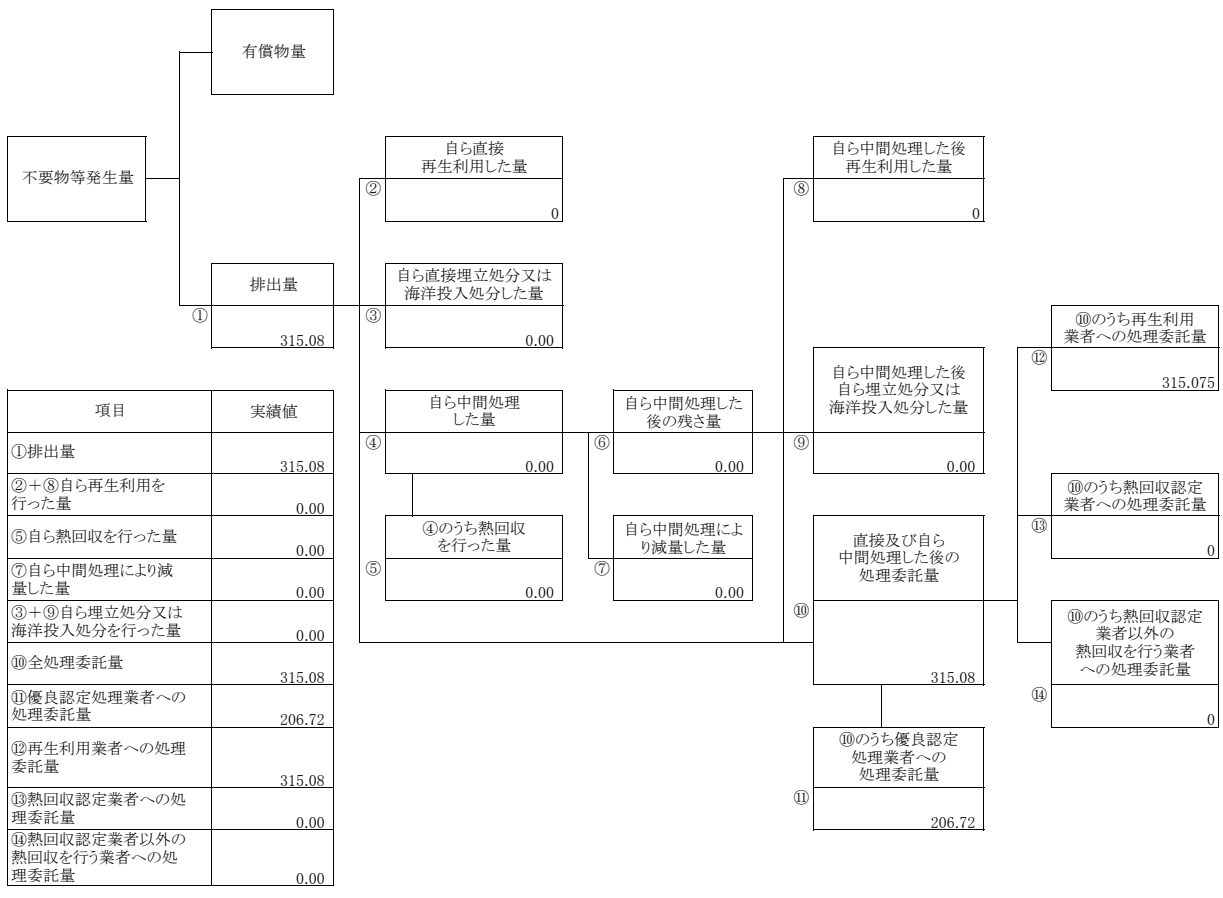 有償物量
不要物等発生量
自ら直接
再生利用した量
②
0
自ら中間処理した後
再生利用した量
⑧
0
排出量
①
315.08
自ら直接埋立処分又は
海洋投入処分した量
③
0.00
⑩のうち再生利用
業者への処理委託量
⑫
315.075
自ら中間処理
した量
④
0.00
自ら中間処理した
後の残さ量
⑥
0.00
自ら中間処理した後
自ら埋立処分又は
海洋投入処分した量
⑨
0.00
⑩のうち熱回収認定
業者への処理委託量
⑬
0
④のうち熱回収
を行った量
⑤
0.00
自ら中間処理によ
り減量した量
⑦
0.00
直接及び自ら
中間処理した後の
処理委託量
⑩
315.08
⑩のうち熱回収認定
業者以外の
熱回収を行う業者
への処理委託量
⑭
0
⑩のうち優良認定
処理業者への
処理委託量
⑪
206.72
項目 実績値
①排出量
315.08
②+⑧自ら再生利用を
行った量
0.00
⑤自ら熱回収を行った量
0.00
⑦自ら中間処理により減
量した量
0.00
③+⑨自ら埋立処分又は
海洋投入処分を行った量
0.00
⑩全処理委託量
315.08
⑪優良認定処理業者への
処理委託量
206.72
⑫再生利用業者への処理
委託量
315.08
⑬熱回収認定業者への処
理委託量
0.00
⑭熱回収認定業者以外の
熱回収を行う業者への処
理委託量
0.00